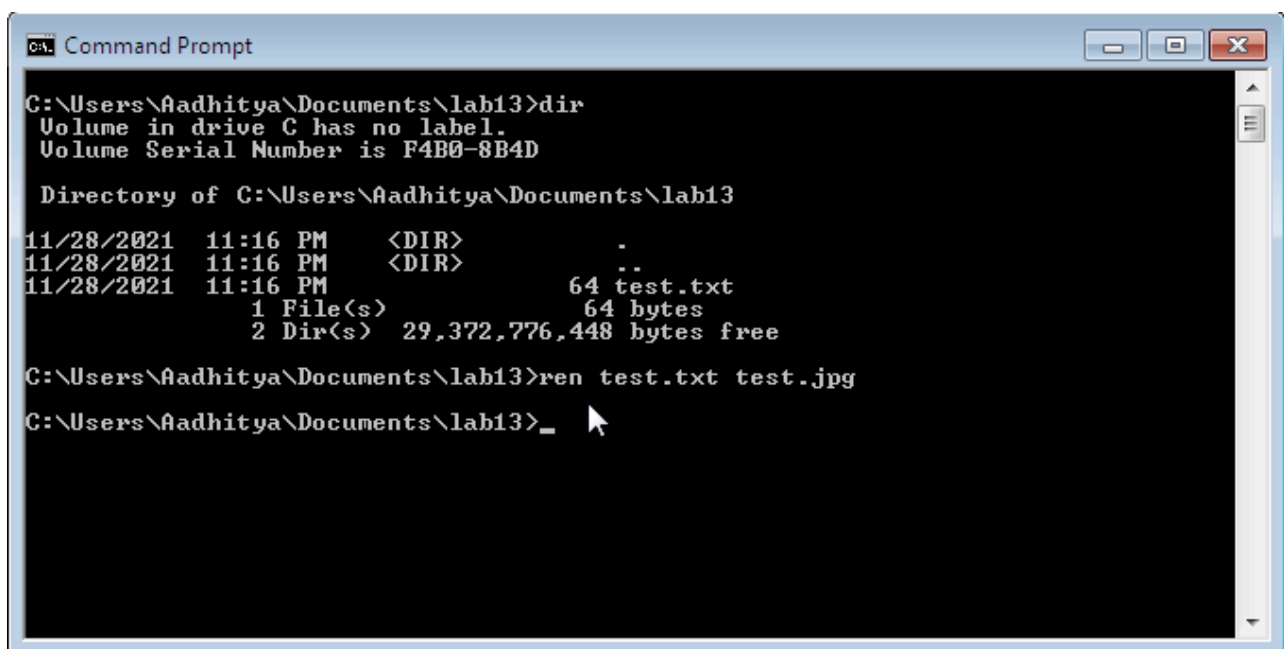 Command Prompt
C:\Users\Aadhitya\Documents\lab13>dir
 Volume in drive C has no label.
 Volume Serial Number is F4B0-8B4D
 Directory of C:\Users\Aadhitya\Documents\lab13
11/28/2021  11:16 PM    <DIR>          .
11/28/2021  11:16 PM    <DIR>          ..
11/28/2021  11:16 PM                64 test.txt
               1 File(s)             64 bytes
               2 Dir(s)  29,372,776,448 bytes free
C:\Users\Aadhitya\Documents\lab13>ren test.txt test.jpg
C:\Users\Aadhitya\Documents\lab13>_